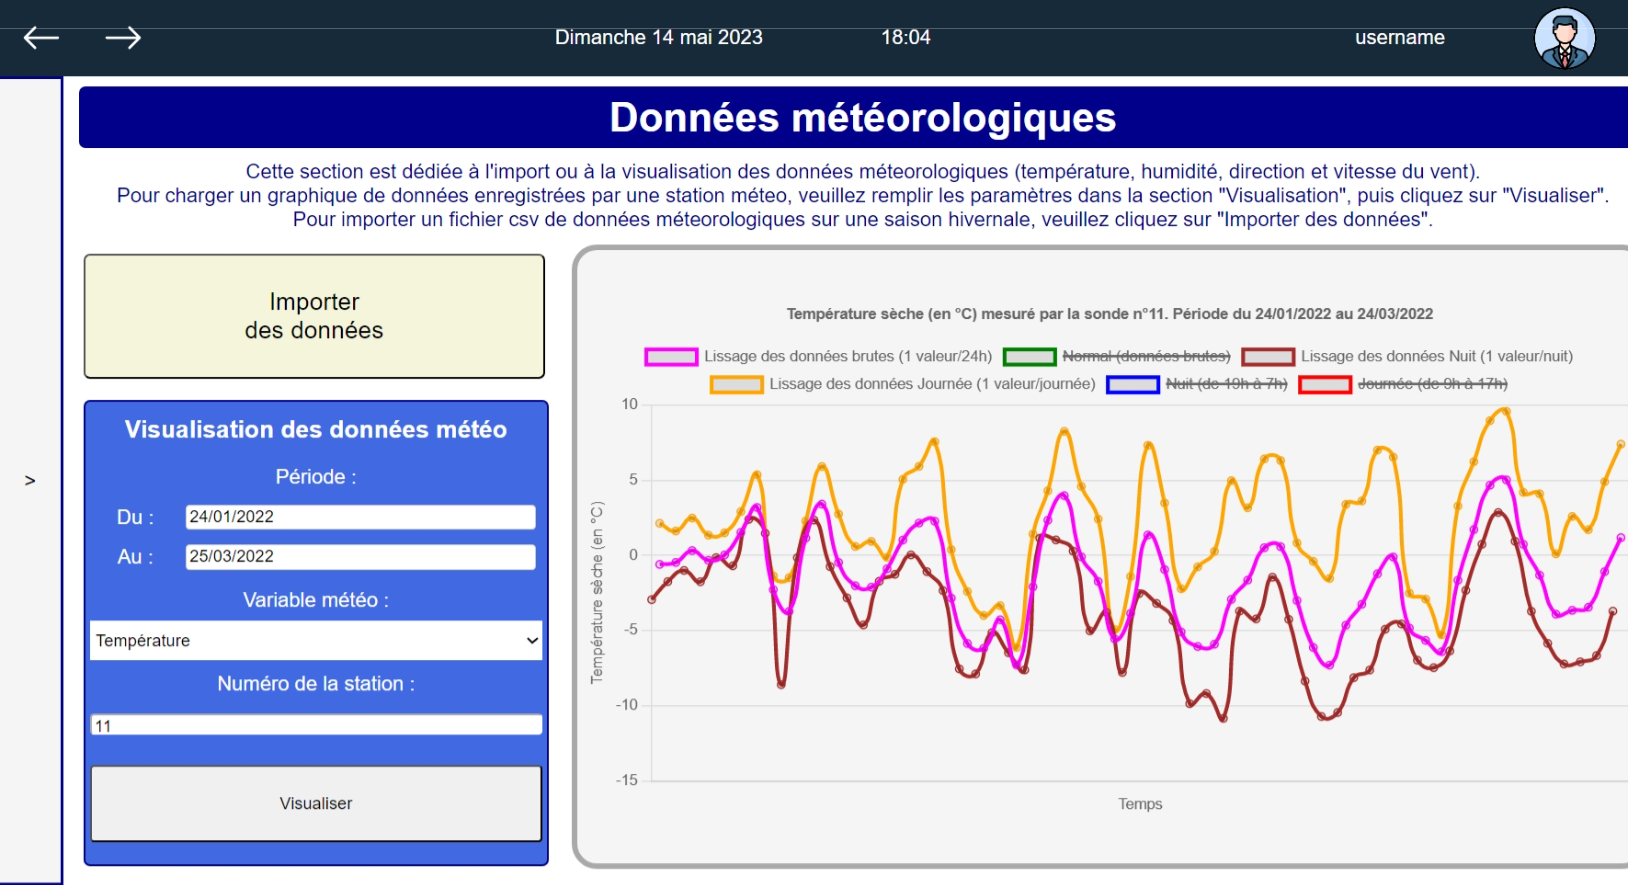 Dimanche 14 mai 2023 18:04 username
Données météorologiques
Cette section est dédiée à l'import ou à la visualisation des données méteorologiques (température, humidité, direction et vitesse du vent).
Pour charger un graphique de données enregistrées par une station méteo, veuillez remplir les paramètres dans la section "Visualisation", puis cliquez sur "Visualiser".
Pour importer un fichier csv de données méteorologiques sur une saison hivernale, veuillez cliquez sur "Importer des données".
>
Importer
des données
Visualisation des données météo
Période :
Du : 24/01/2022
Au : 25/03/2022
Variable méteo :
Température
Numéro de la station :
11
Visualiser
Température sèche (en °C) mesuré par la sonde n°11. Période du 24/01/2022 au 24/03/2022
Lissage des données brutes (1 valeur/24h) Normal (données brutes) Lissage des données Nuit (1 valeur/nuit)
Lissage des données Journée (1 valeur/journée) Nuit (de 19h à 7h) Journée (de 9h à 17h)
Température sèche (en °C)
10
5
0
-5
-10
-15
Temps